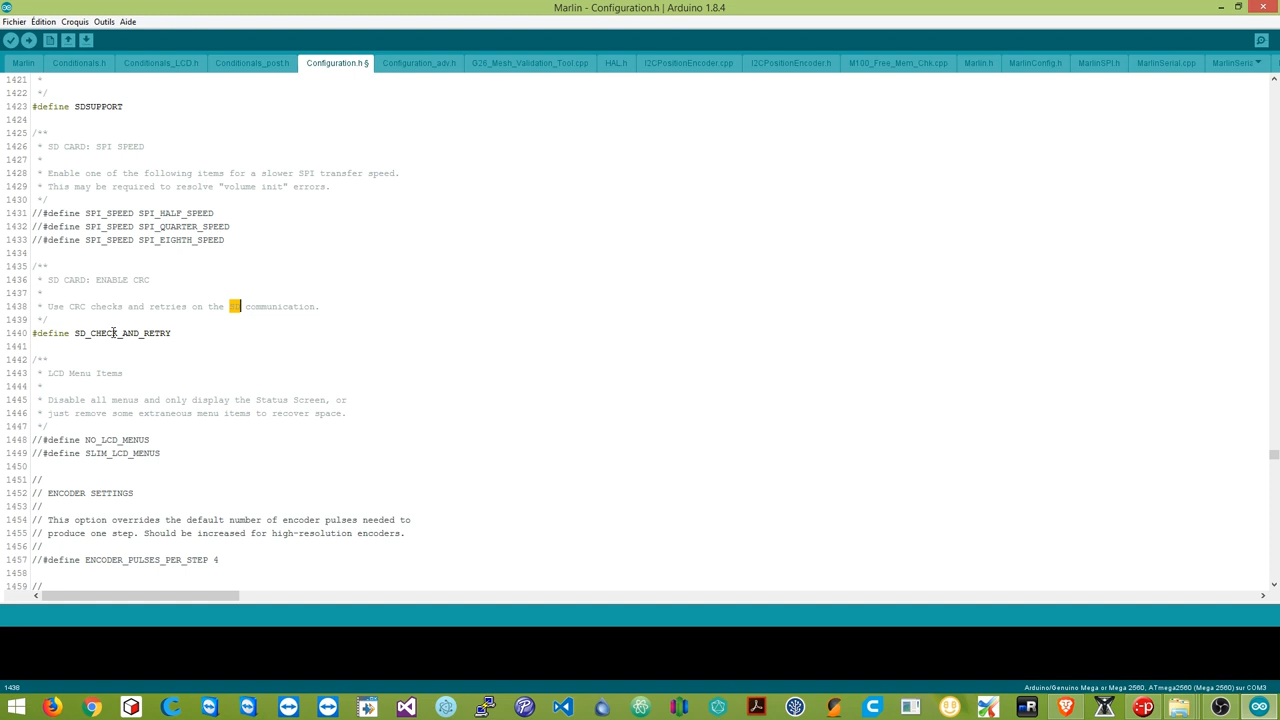 Marlin - Configuration.h | Arduino 1.8.4
Fichier Édition Croquis Outils Aide
Marlin Conditionals.h Conditionals_LCD.h Conditionals_post.h Configuration.h § Configuration_adv.h G26_Mesh_Validation_Tool.cpp HAL.h I2CPositionEncoder.cpp I2CPositionEncoder.h M100_Free_Mem_Chk.cpp Marlin.h MarlinConfig.h MarlinSPI.h MarlinSerial.cpp MarlinSeria
1421 *
1422 */
1423 #define SDSUPPORT
1424
1425 /**
1426 * SD CARD: SPI SPEED
1427 *
1428 * Enable one of the following items for a slower SPI transfer speed.
1429 * This may be required to resolve "volume init" errors.
1430 */
1431 //#define SPI_SPEED SPI_HALF_SPEED
1432 //#define SPI_SPEED SPI_QUARTER_SPEED
1433 //#define SPI_SPEED SPI_EIGHTH_SPEED
1434
1435 /**
1436 * SD CARD: ENABLE CRC
1437 *
1438 * Use CRC checks and retries on the SD communication.
1439 */
1440 #define SD_CHECK_AND_RETRY
1441
1442 /**
1443 * LCD Menu Items
1444 *
1445 * Disable all menus and only display the Status Screen, or
1446 * just remove some extraneous menu items to recover space.
1447 */
1448 //#define NO_LCD_MENUS
1449 //#define SLIM_LCD_MENUS
1450
1451 //
1452 // ENCODER SETTINGS
1453 //
1454 // This option overrides the default number of encoder pulses needed to
1455 // produce one step. Should be increased for high-resolution encoders.
1456 //
1457 //#define ENCODER_PULSES_PER_STEP 4
1458
1459 //
1438 Arduino/Genuino Mega or Mega 2560, ATmega2560 (Mega 2560) sur COM3